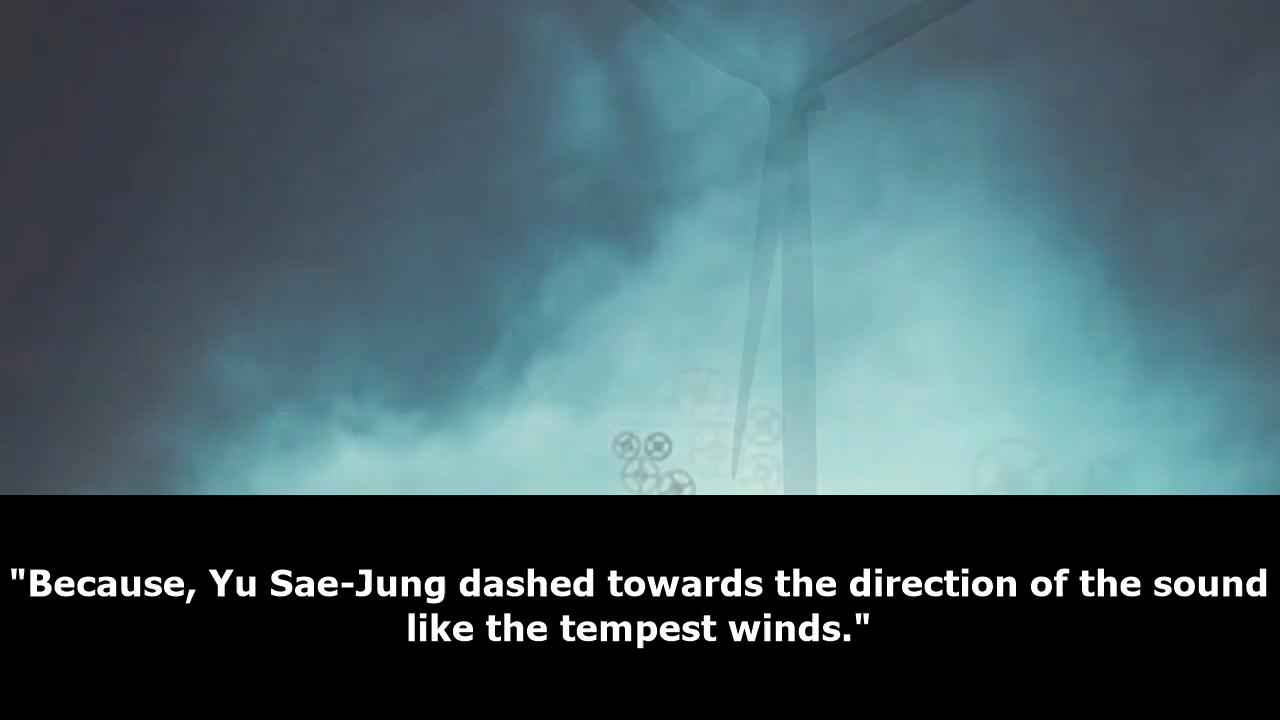 "Because, Yu Sae-Jung dashed towards the direction of the sound
like the tempest winds."